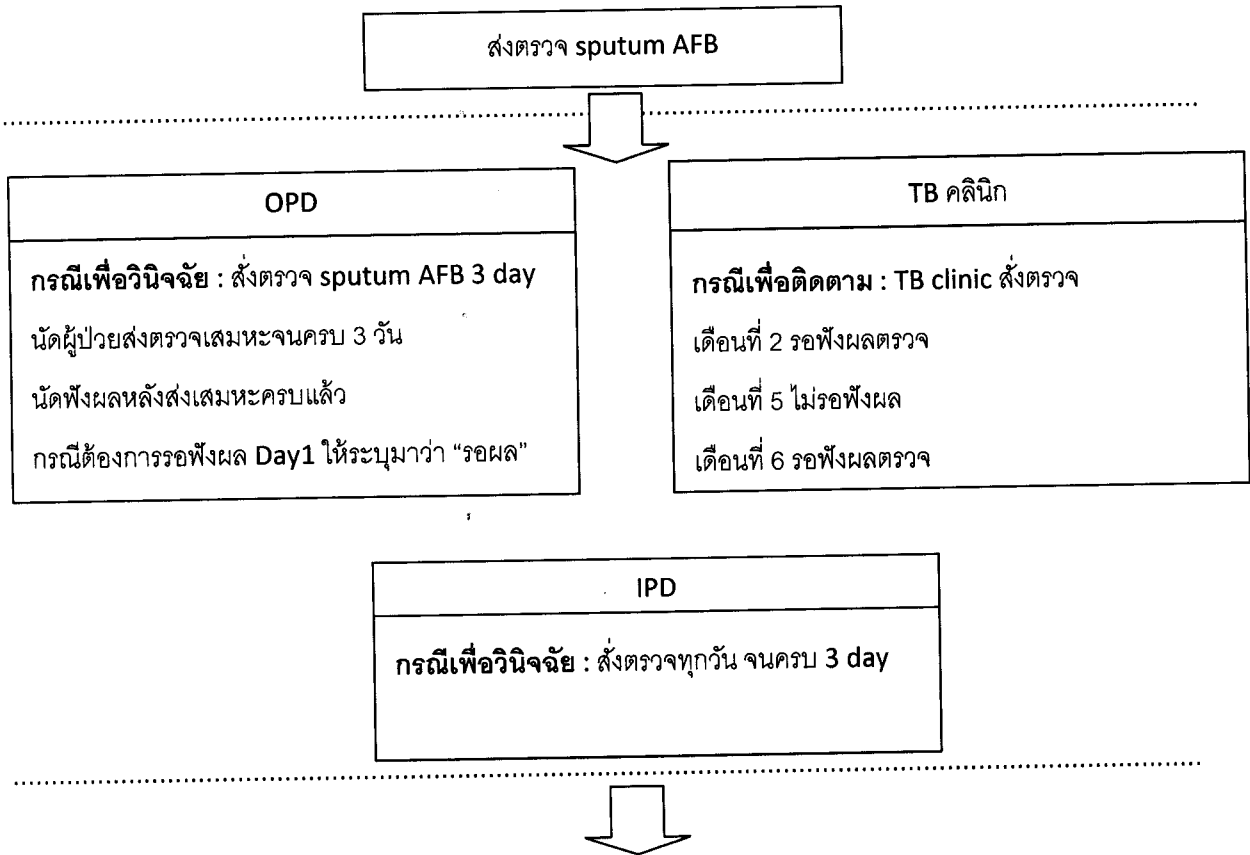 ส่งตรวจ sputum AFB
OPD
กรณีเพื่อวินิจฉัย : สั่งตรวจ sputum AFB 3 day
นัดผู้ป่วยส่งตรวจเสมหะจนครบ 3 วัน
นัดฟังผลหลังส่งเสมหะครบแล้ว
กรณีต้องการรอฟังผล Day1 ให้ระบุมาว่า “รอผล”
TB คลินิก
กรณีเพื่อติดตาม : TB clinic สั่งตรวจ
เดือนที่ 2 รอฟังผลตรวจ
เดือนที่ 5 ไม่รอฟังผล
เดือนที่ 6 รอฟังผลตรวจ
IPD
กรณีเพื่อวินิจฉัย : สั่งตรวจทุกวัน จนครบ 3 day